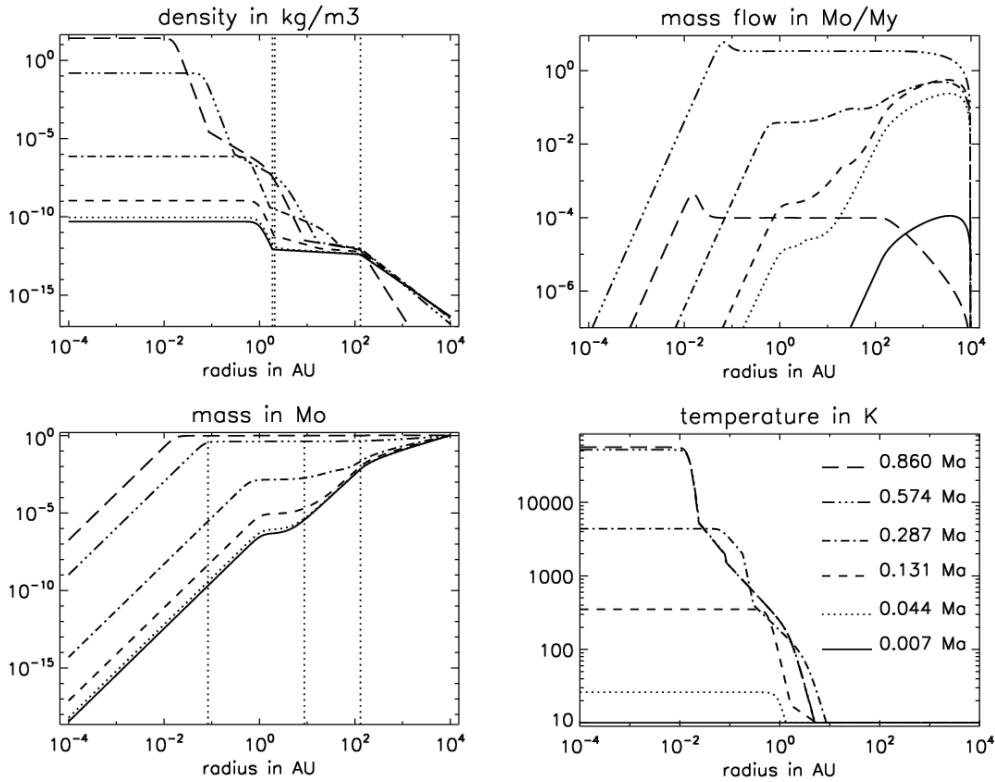 density in kg/m3
10^0
10^-5
10^-10
10^-15
10^-4 10^-2 10^0 10^2 10^4
radius in AU
mass flow in Mo/My
10^0
10^-2
10^-4
10^-6
10^-4 10^-2 10^0 10^2 10^4
radius in AU
mass in Mo
10^0
10^-5
10^-10
10^-15
10^-4 10^-2 10^0 10^2 10^4
radius in AU
temperature in K
10000
1000
100
10
0.860 Ma
0.574 Ma
0.287 Ma
0.131 Ma
0.044 Ma
0.007 Ma
10^-4 10^-2 10^0 10^2 10^4
radius in AU